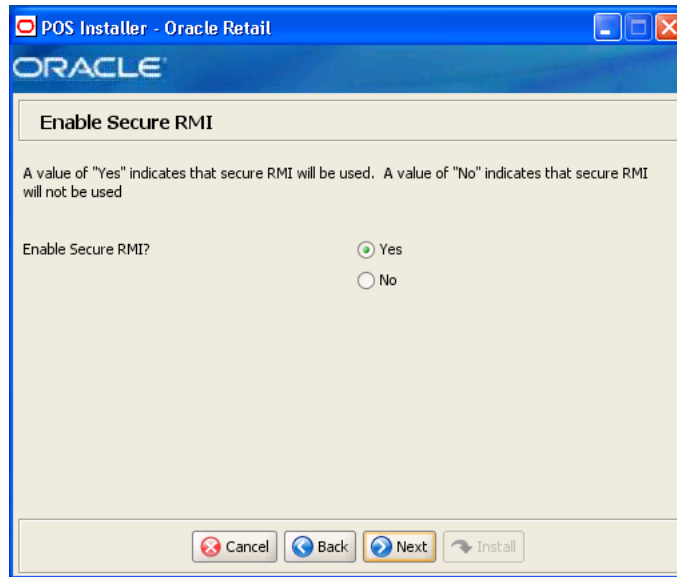 POS Installer - Oracle Retail
ORACLE
Enable Secure RMI
A value of "Yes" indicates that secure RMI will be used. A value of "No" indicates that secure RMI
will not be used
Enable Secure RMI?
Yes
No
Cancel
Back
Next
Install